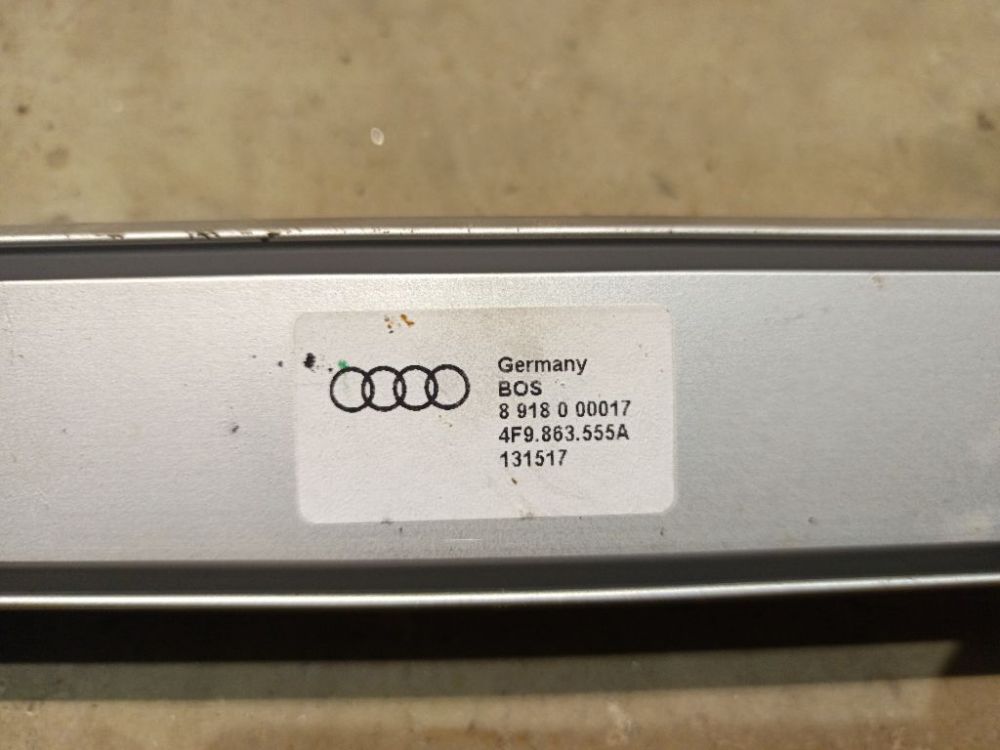 Germany
BOS
8 918 0 00017
4F9.863.555A
131517